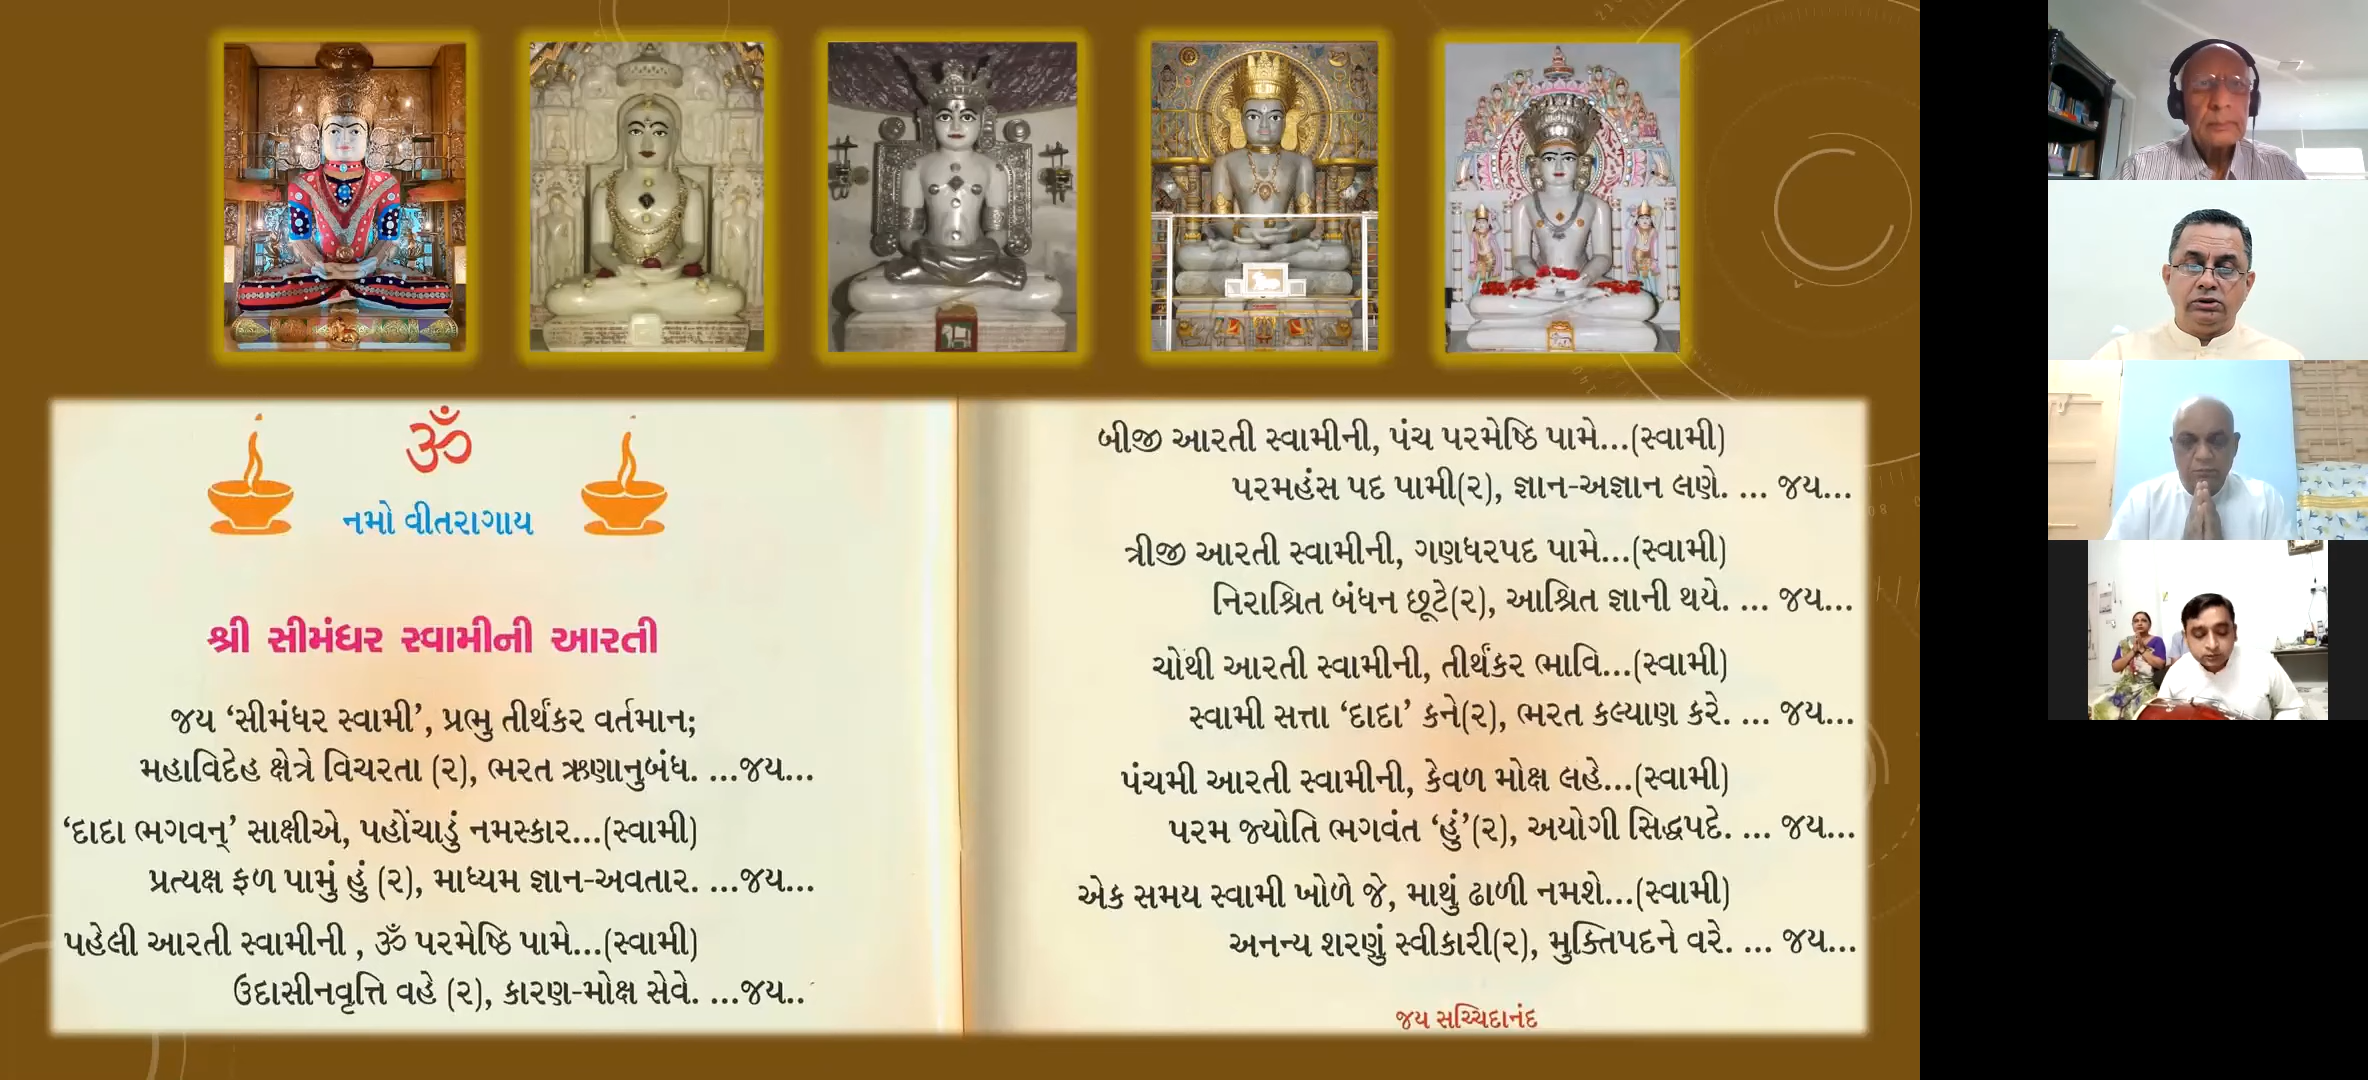 ૐ
નમો વીતરાગાય
શ્રી સીમંધર સ્વામીની આરતી
જય ‘સીમંધર સ્વામી’, પ્રભુ તીર્થંકર વર્તમાન;
મહાવિદેહ ક્ષેત્રે વિચરતા (૨), ભરત ઋણાનુબંધ. ...જય...
‘દાદા ભગવન્’ સાક્ષીએ, પહોંચાડું નમસ્કાર...(સ્વામી)
પ્રત્યક્ષ ફળ પામું હું (૨), માધ્યમ જ્ઞાન-અવતાર. ...જય...
પહેલી આરતી સ્વામીની , ૐ પરમેષ્ઠિ પામે...(સ્વામી)
ઉદાસીનવૃત્તિ વહે (૨), કારણ-મોક્ષ સેવે. ...જય..
બીજી આરતી સ્વામીની, પંચ પરમેષ્ઠિ પામે...(સ્વામી)
પરમહંસ પદ પામી(૨), જ્ઞાન-અજ્ઞાન લણે. ... જય...
ત્રીજી આરતી સ્વામીની, ગણધરપદ પામે...(સ્વામી)
નિરાશ્રિત બંધન છૂટે(૨), આશ્રિત જ્ઞાની થયે. ... જય...
ચોથી આરતી સ્વામીની, તીર્થંકર ભાવિ...(સ્વામી)
સ્વામી સત્તા ‘દાદા’ કને(૨), ભરત કલ્યાણ કરે. ... જય...
પંચમી આરતી સ્વામીની, કેવળ મોક્ષ લહે...(સ્વામી)
પરમ જ્યોતિ ભગવંત ‘હું’(૨), અયોગી સિદ્ધપદે. ... જય...
એક સમય સ્વામી ખોળે જે, માથું ઢાળી નમશે...(સ્વામી)
અનન્ય શરણું સ્વીકારી(૨), મુક્તિપદને વરે. ... જય...
જય સચ્ચિદાનંદ